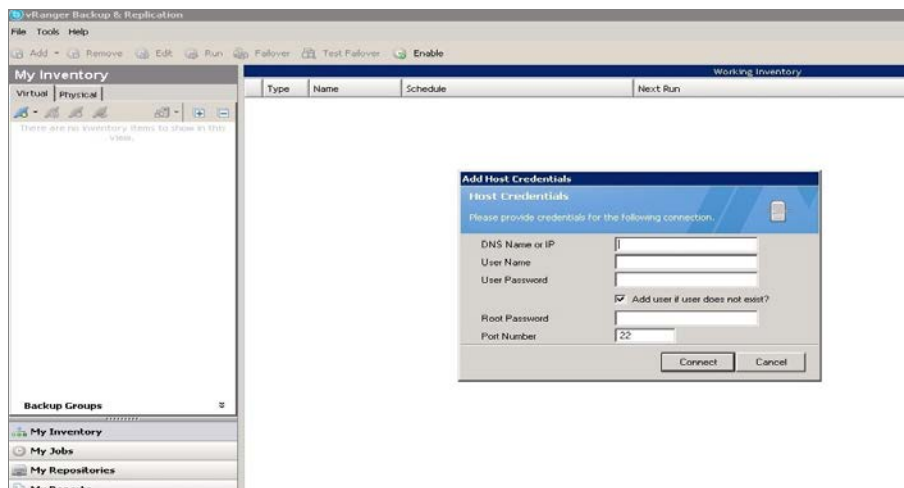 vRanger Backup & Replication
File Tools Help
Add Remove Edit Run Failover Test Failover Enable
My Inventory
Virtual Physical
There are no inventory items to show in this view.
Working Inventory
Type Name Schedule Next Run
Add Host Credentials
Host Credentials
Please provide credentials for the following connection.
DNS Name or IP
User Name
User Password
Add user if user does not exist?
Root Password
Port Number 22
Connect Cancel
Backup Groups
My Inventory
My Jobs
My Repositories